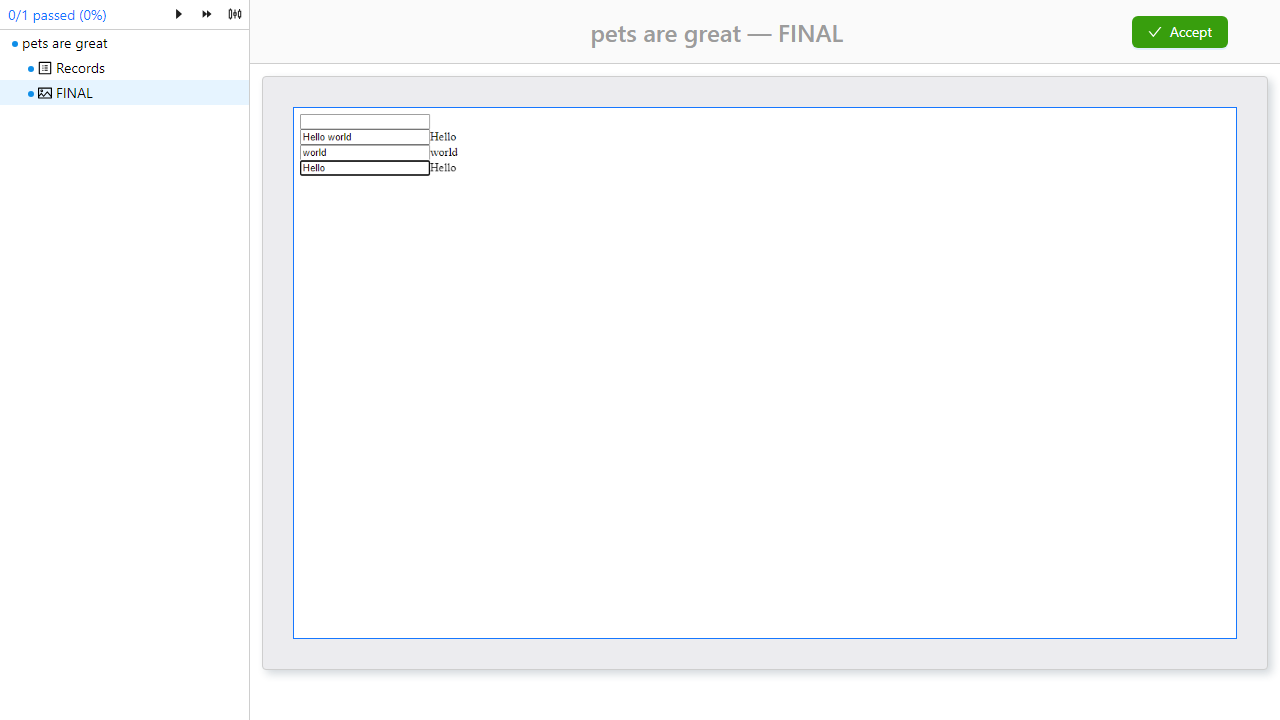 0/1 passed (0%)
pets are great
Records
FINAL
pets are great — FINAL
Accept
Hello world Hello
world world
Hello Hello